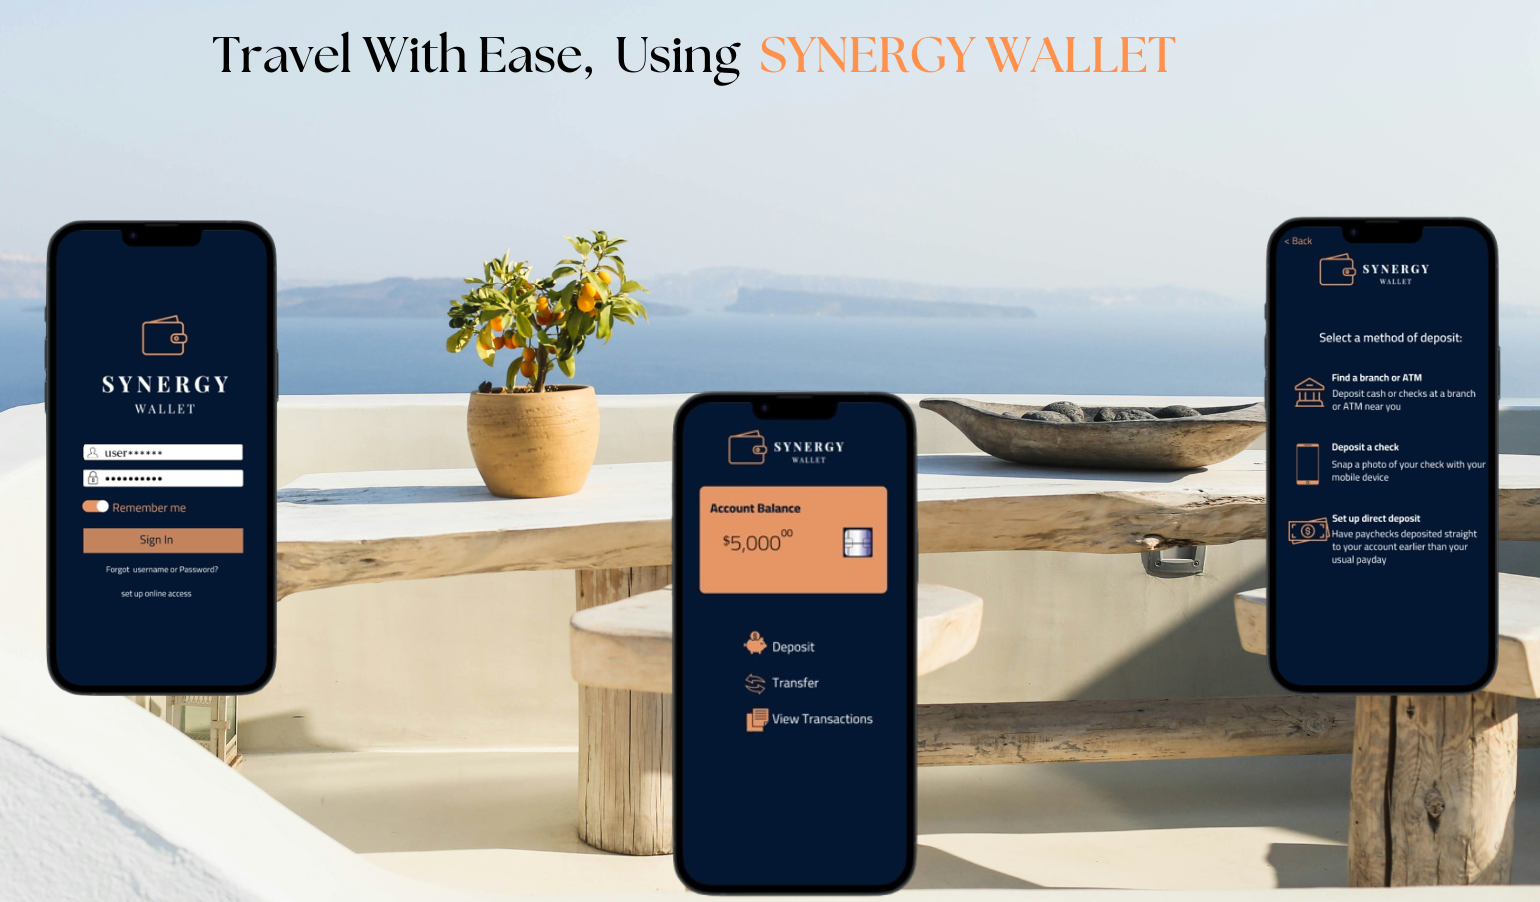 Travel With Ease, Using SYNERGY WALLET
SYNERGY
WALLET
user******
••••••••••
Remember me
Sign In
Forgot username or Password?
set up online access
SYNERGY
WALLET
Account Balance
$5,000⁰⁰
Deposit
Transfer
View Transactions
< Back
SYNERGY
WALLET
Select a method of deposit:
Find a branch or ATM
Deposit cash or checks at a branch
or ATM near you
Deposit a check
Snap a photo of your check with your
mobile device
Set up direct deposit
Have paychecks deposited straight
to your account earlier than your
usual payday